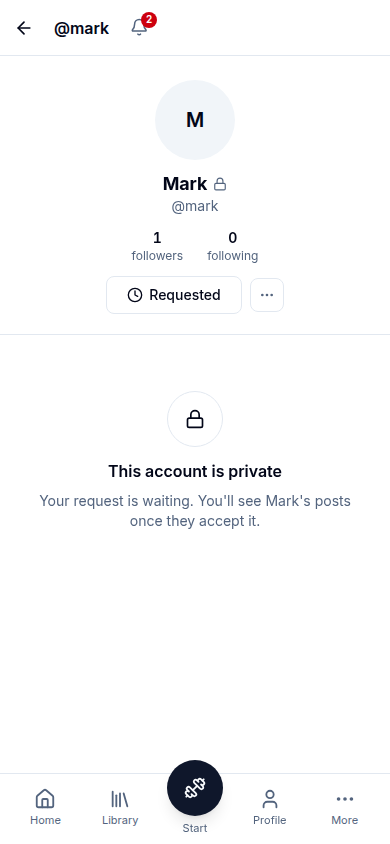 @mark
2
M
Mark
@mark
1
0
followers
following
Requested
This account is private
Your request is waiting. You'll see Mark's posts
once they accept it.
Home
Library
Start
Profile
More